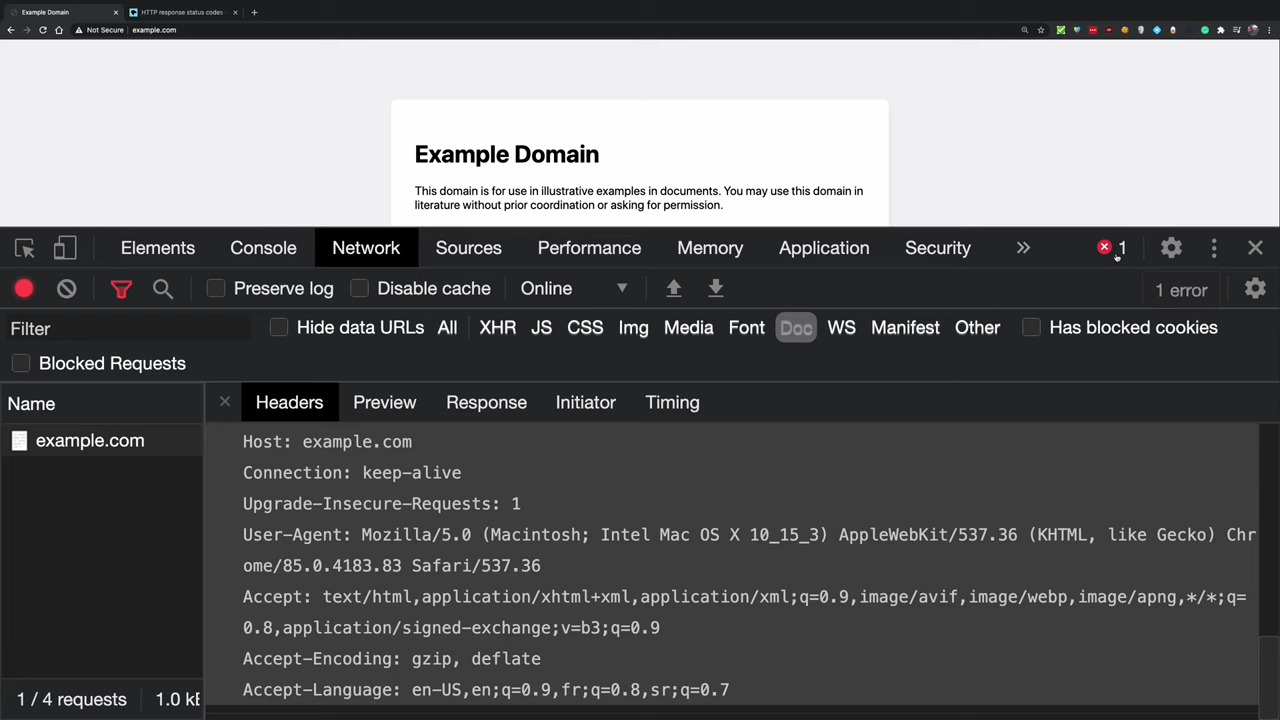 Example Domain
HTTP response status codes
Not Secure
example.com
Example Domain
This domain is for use in illustrative examples in documents. You may use this domain in
literature without prior coordination or asking for permission.
Elements Console Network Sources Performance Memory Application Security » 1
Preserve log Disable cache Online 1 error
Filter Hide data URLs All XHR JS CSS Img Media Font Doc WS Manifest Other Has blocked cookies
Blocked Requests
Name Headers Preview Response Initiator Timing
example.com
Host: example.com
Connection: keep-alive
Upgrade-Insecure-Requests: 1
User-Agent: Mozilla/5.0 (Macintosh; Intel Mac OS X 10_15_3) AppleWebKit/537.36 (KHTML, like Gecko) Chr
ome/85.0.4183.83 Safari/537.36
Accept: text/html,application/xhtml+xml,application/xml;q=0.9,image/avif,image/webp,image/apng,*/*;q=
0.8,application/signed-exchange;v=b3;q=0.9
Accept-Encoding: gzip, deflate
Accept-Language: en-US,en;q=0.9,fr;q=0.8,sr;q=0.7
1 / 4 requests 1.0